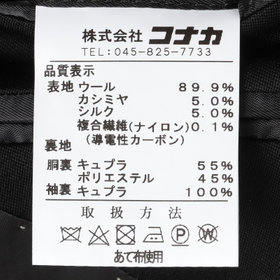 株式会社 コナカ
TEL:045-825-7733
品質表示
表地 ウール 89.9%
カシミヤ 5.0%
シルク 5.0%
複合繊維(ナイロン)0.1%
(導電性カーボン)
裏地
胴裏 キュプラ 55%
ポリエステル 45%
袖裏 キュプラ 100%
取扱方法
P W
あて布使用